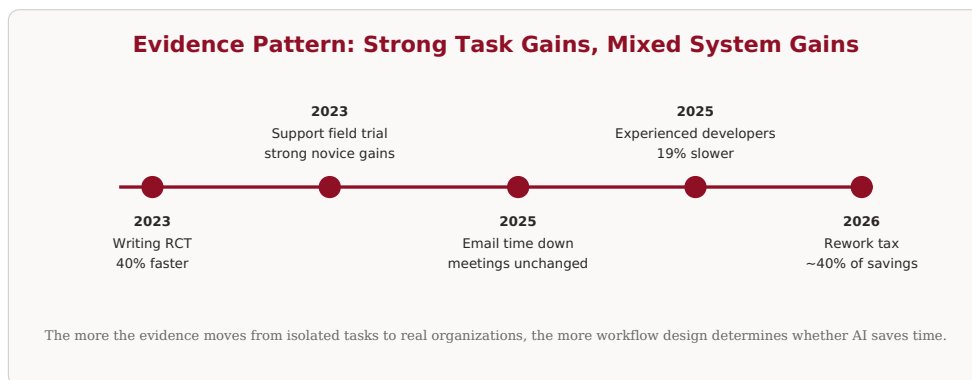 Evidence Pattern: Strong Task Gains, Mixed System Gains
2023
Writing RCT
40% faster
2023
Support field trial
strong novice gains
2025
Email time down
meetings unchanged
2025
Experienced developers
19% slower
2026
Rework tax
~40% of savings
The more the evidence moves from isolated tasks to real organizations, the more workflow design determines whether AI saves time.